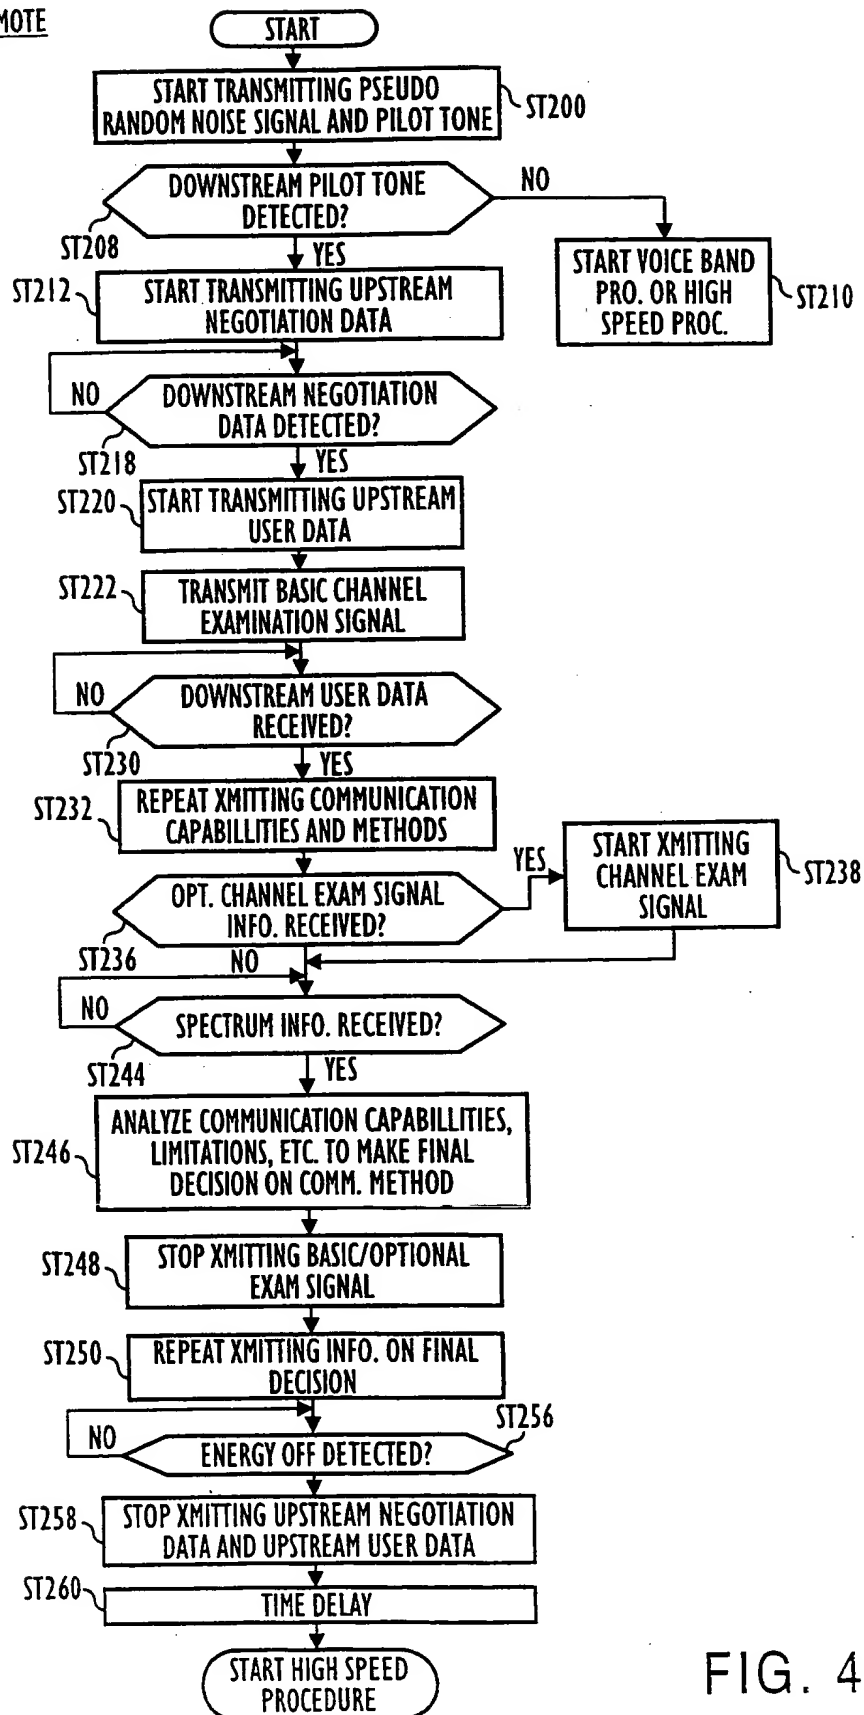 MOTE
START
START TRANSMITTING PSEUDO
RANDOM NOISE SIGNAL AND PILOT TONE
ST200
DOWNSTREAM PILOT TONE
DETECTED?
NO
ST208
YES
START VOICE BAND
PRO. OR HIGH
SPEED PROC.
ST210
ST212
START TRANSMITTING UPSTREAM
NEGOTIATION DATA
NO
DOWNSTREAM NEGOTIATION
DATA DETECTED?
ST218
YES
ST220
START TRANSMITTING UPSTREAM
USER DATA
ST222
TRANSMIT BASIC CHANNEL
EXAMINATION SIGNAL
NO
DOWNSTREAM USER DATA
RECEIVED?
ST230
YES
ST232
REPEAT XMITTING COMMUNICATION
CAPABILLITIES AND METHODS
OPT. CHANNEL EXAM SIGNAL
INFO. RECEIVED?
YES
START XMITTING
CHANNEL EXAM
SIGNAL
ST238
ST236
NO
NO
SPECTRUM INFO. RECEIVED?
ST244
YES
ST246
ANALYZE COMMUNICATION CAPABILLITIES,
LIMITATIONS, ETC. TO MAKE FINAL
DECISION ON COMM. METHOD
ST248
STOP XMITTING BASIC/OPTIONAL
EXAM SIGNAL
ST250
REPEAT XMITTING INFO. ON FINAL
DECISION
ST256
NO
ENERGY OFF DETECTED?
ST258
STOP XMITTING UPSTREAM NEGOTIATION
DATA AND UPSTREAM USER DATA
ST260
TIME DELAY
START HIGH SPEED
PROCEDURE
FIG. 4